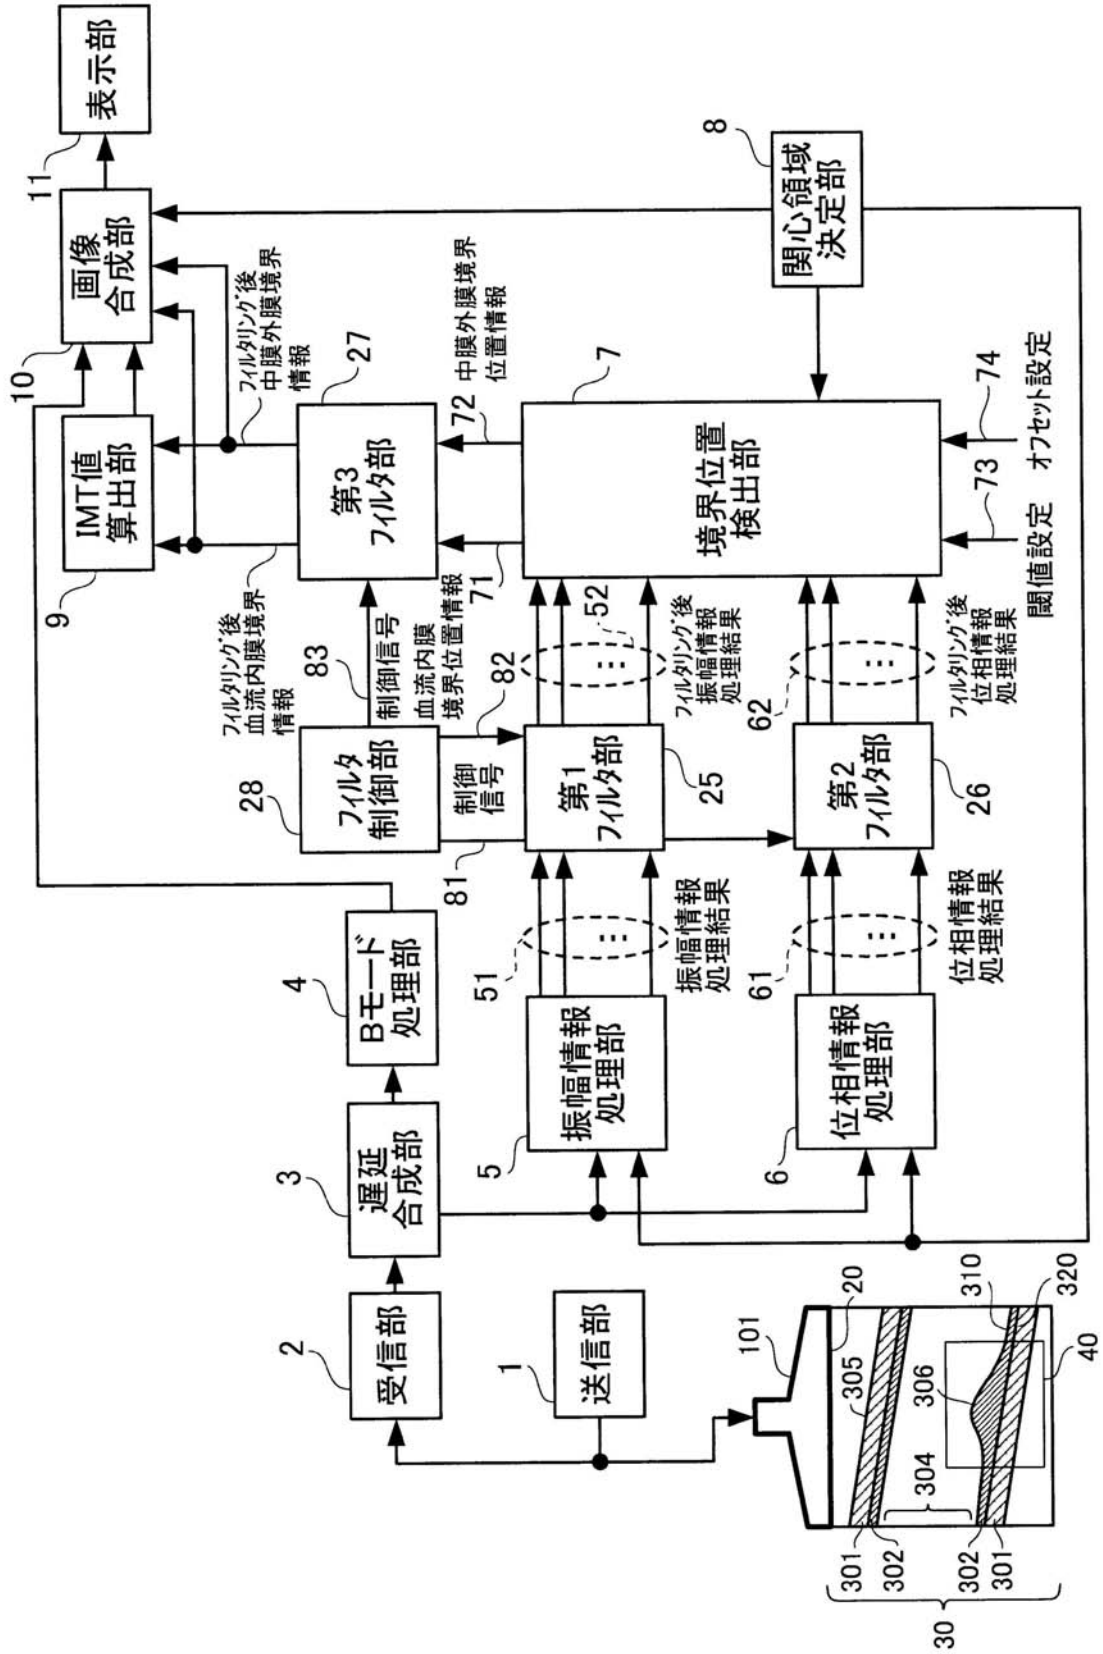 1
送信部
2
受信部
3
遅延
合成部
4
Bモード
処理部
5
振幅情報
処理部
6
位相情報
処理部
51
振幅情報
処理結果
61
位相情報
処理結果
28
フィルタ
制御部
81
制御
信号
82
83
制御信号
第1
フィルタ部
25
第2
フィルタ部
26
52
フィルタリング後
振幅情報
処理結果
62
フィルタリング後
位相情報
処理結果
血流内膜
境界位置情報
71
72
中膜外膜境界
位置情報
境界位置
検出部
7
73
閾値設定
74
オフセット設定
8
関心領域
決定部
第3
フィルタ部
27
フィルタリング後
血流内膜境界
情報
フィルタリング後
中膜外膜境界
情報
9
IMT値
算出部
10
画像
合成部
11
表示部
101
20
305
306
304
310
320
40
301
302
302
301
30